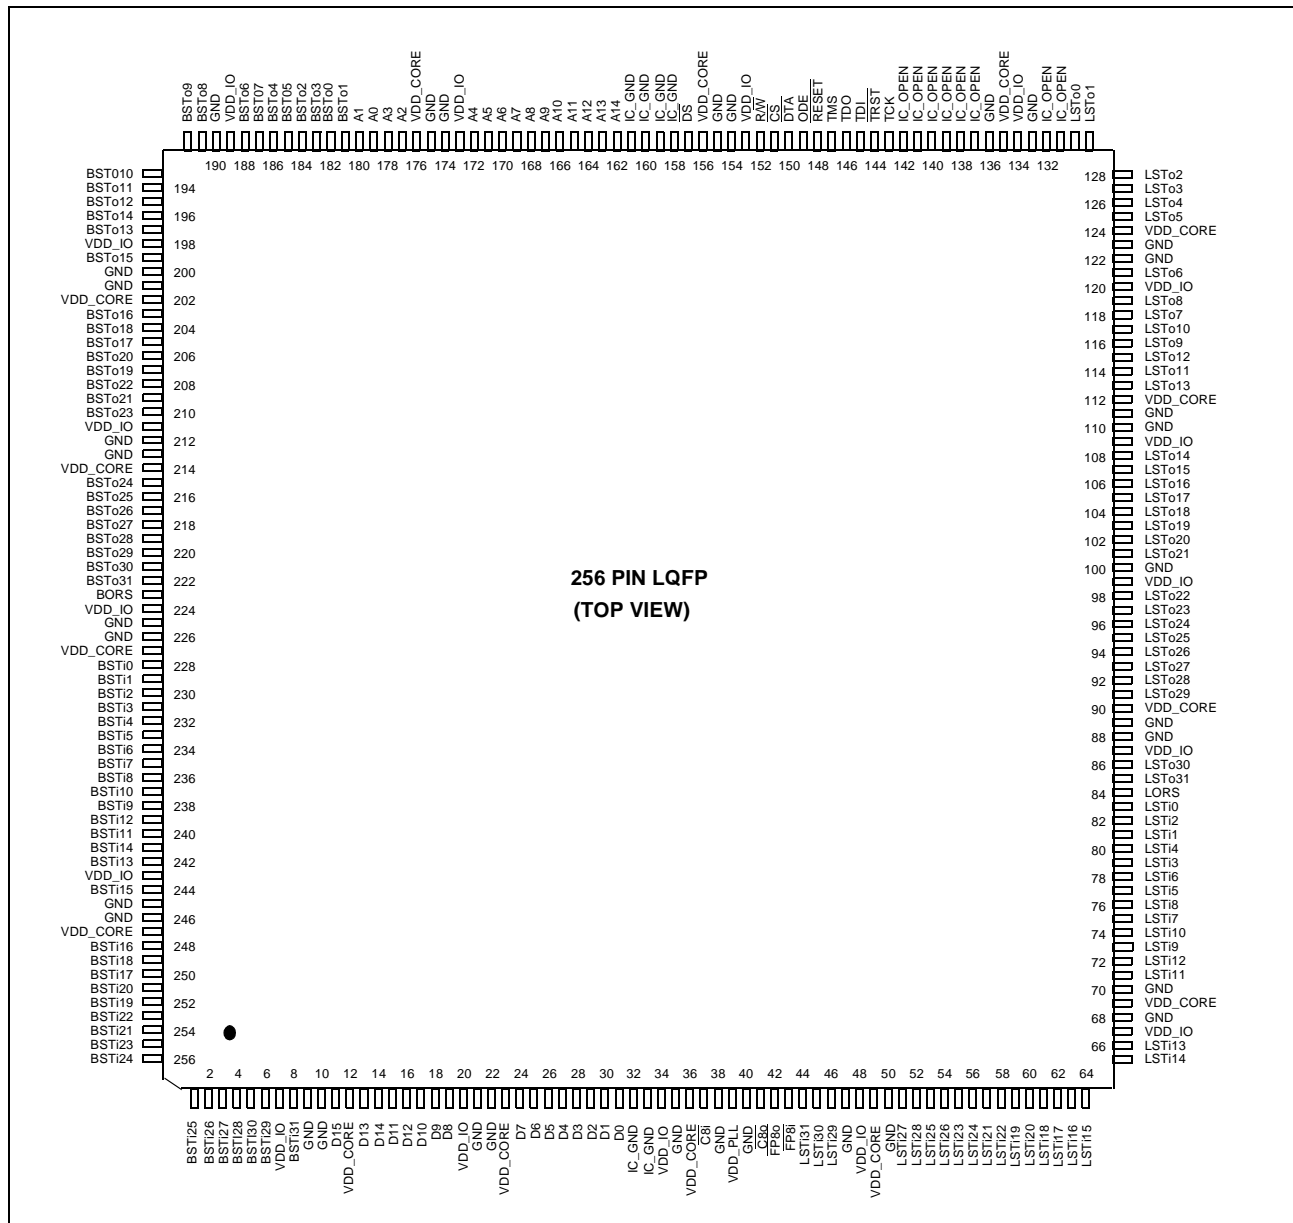 BSTo9
BSTo8
GND
VDD_IO
BSTo6
BST07
BSTo4
BST05
BSTo2
BSTo3
BSTo0
BSTo1
A1
A0
A3
A2
VDD_CORE
GND
GND
VDD_IO
A4
A5
A6
A7
A8
A9
A10
A11
A12
A13
A14
IC_GND
IC_GND
IC_GND
IC_GND
DS
VDD_CORE
GND
GND
VDD_IO
R/W
CS
DTA
ODE
RESET
TMS
TDO
TDI
TRST
TCK
IC_OPEN
IC_OPEN
IC_OPEN
IC_OPEN
IC_OPEN
IC_OPEN
GND
VDD_CORE
VDD_IO
GND
IC_OPEN
IC_OPEN
LSTo0
LSTo1
190 188 186 184 182 180 178 176 174 172 170 168 166 164 162 160 158 156 154 152 150 148 146 144 142 140 138 136 134 132
BST010
BSTo11 194
BSTo12
BSTo14 196
BSTo13
VDD_IO 198
BSTo15
GND 200
GND
VDD_CORE 202
BSTo16
BSTo18 204
BSTo17
BSTo20 206
BSTo19
BSTo22 208
BSTo21
BSTo23 210
VDD_IO
GND 212
GND
VDD_CORE 214
BSTo24
BSTo25 216
BSTo26
BSTo27 218
BSTo28
BSTo29 220
BSTo30
BSTo31 222
BORS
VDD_IO 224
GND
GND 226
VDD_CORE
BSTi0 228
BSTi1
BSTi2 230
BSTi3
BSTi4 232
BSTi5
BSTi6 234
BSTi7
BSTi8 236
BSTi10
BSTi9 238
BSTi12
BSTi11 240
BSTi14
BSTi13 242
VDD_IO
BSTi15 244
GND
GND 246
VDD_CORE
BSTi16 248
BSTi18
BSTi17 250
BSTi20
BSTi19 252
BSTi22
BSTi21 254
BSTi23
BSTi24 256
256 PIN LQFP
(TOP VIEW)
128 LSTo2
LSTo3
126 LSTo4
LSTo5
124 VDD_CORE
GND
122 GND
LSTo6
120 VDD_IO
LSTo8
118 LSTo7
LSTo10
116 LSTo9
LSTo12
114 LSTo11
LSTo13
112 VDD_CORE
GND
110 GND
VDD_IO
108 LSTo14
LSTo15
106 LSTo16
LSTo17
104 LSTo18
LSTo19
102 LSTo20
LSTo21
100 GND
VDD_IO
98 LSTo22
LSTo23
96 LSTo24
LSTo25
94 LSTo26
LSTo27
92 LSTo28
LSTo29
90 VDD_CORE
GND
88 GND
VDD_IO
86 LSTo30
LSTo31
84 LORS
LSTi0
82 LSTi2
LSTi1
80 LSTi4
LSTi3
78 LSTi6
LSTi5
76 LSTi8
LSTi7
74 LSTi10
LSTi9
72 LSTi12
LSTi11
70 GND
VDD_CORE
68 GND
VDD_IO
66 LSTi13
LSTi14
2 4 6 8 10 12 14 16 18 20 22 24 26 28 30 32 34 36 38 40 42 44 46 48 50 52 54 56 58 60 62 64
BSTi25
BSTi26
BSTi27
BSTi28
BSTi30
BSTi29
VDD_IO
BSTi31
GND
GND
D15
VDD_CORE
D13
D14
D11
D12
D10
D9
D8
VDD_IO
GND
GND
VDD_CORE
D7
D6
D5
D4
D3
D2
D1
D0
IC_GND
IC_GND
VDD_IO
GND
VDD_CORE
C8i
GND
VDD_PLL
GND
C8o
FP8o
FP8i
LSTi31
LSTi30
LSTi29
GND
VDD_IO
VDD_CORE
GND
LSTi27
LSTi28
LSTi25
LSTi26
LSTi23
LSTi24
LSTi21
LSTi22
LSTi19
LSTi20
LSTi18
LSTi17
LSTi16
LSTi15